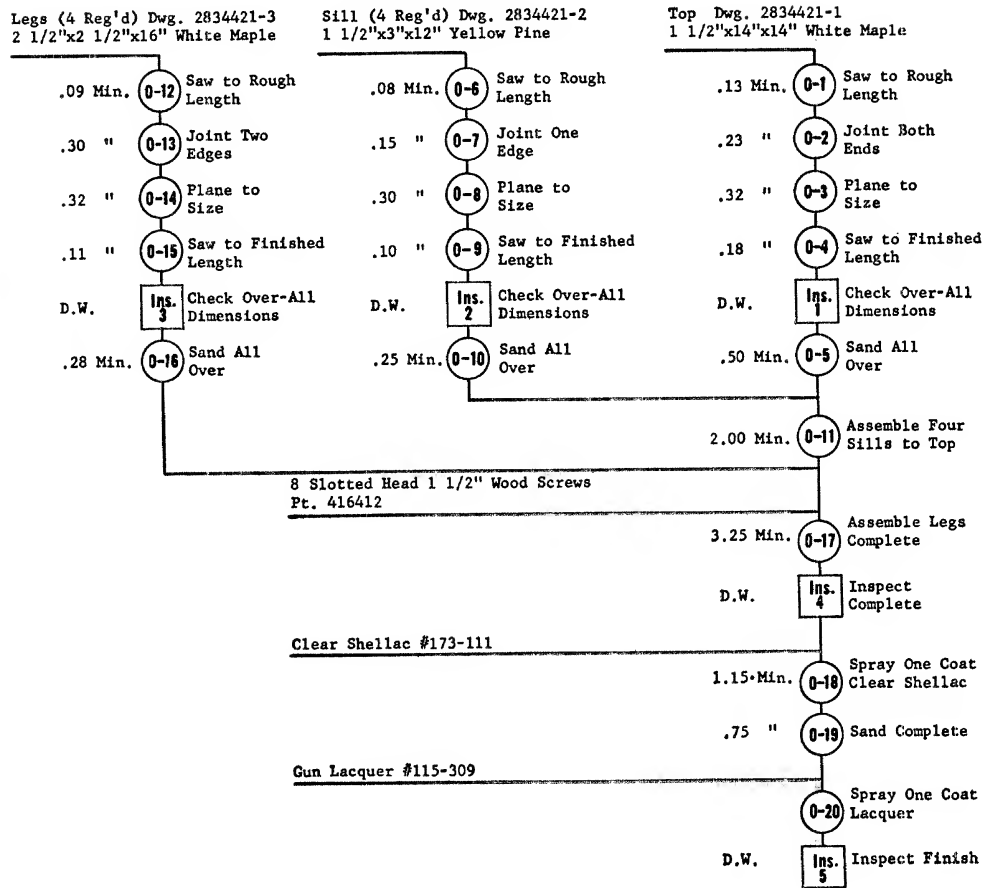 Legs (4 Reg'd) Dwg. 2834421-3
2 1/2"x2 1/2"x16" White Maple
.09 Min.
0-12
Saw to Rough
Length
.30 "
0-13
Joint Two
Edges
.32 "
0-14
Plane to
Size
.11 "
0-15
Saw to Finished
Length
D.W.
Ins.
3
Check Over-All
Dimensions
.28 Min.
0-16
Sand All
Over
Sill (4 Reg'd) Dwg. 2834421-2
1 1/2"x3"x12" Yellow Pine
.08 Min.
0-6
Saw to Rough
Length
.15 "
0-7
Joint One
Edge
.30 "
0-8
Plane to
Size
.10 "
0-9
Saw to Finished
Length
D.W.
Ins.
2
Check Over-All
Dimensions
.25 Min.
0-10
Sand All
Over
Top Dwg. 2834421-1
1 1/2"x14"x14" White Maple
.13 Min.
0-1
Saw to Rough
Length
.23 "
0-2
Joint Both
Ends
.32 "
0-3
Plane to
Size
.18 "
0-4
Saw to Finished
Length
D.W.
Ins.
1
Check Over-All
Dimensions
.50 Min.
0-5
Sand All
Over
2.00 Min.
0-11
Assemble Four
Sills to Top
8 Slotted Head 1 1/2" Wood Screws
Pt. 416412
3.25 Min.
0-17
Assemble Legs
Complete
D.W.
Ins.
4
Inspect
Complete
Clear Shellac #173-111
1.15 Min.
0-18
Spray One Coat
Clear Shellac
.75 "
0-19
Sand Complete
Gun Lacquer #115-309
0-20
Spray One Coat
Lacquer
D.W.
Ins.
5
Inspect Finish